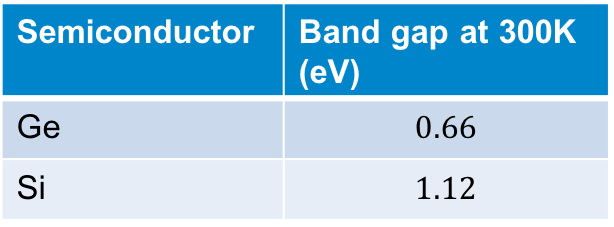 Semiconductor
Band gap at 300K
(eV)
Ge
0.66
Si
1.12